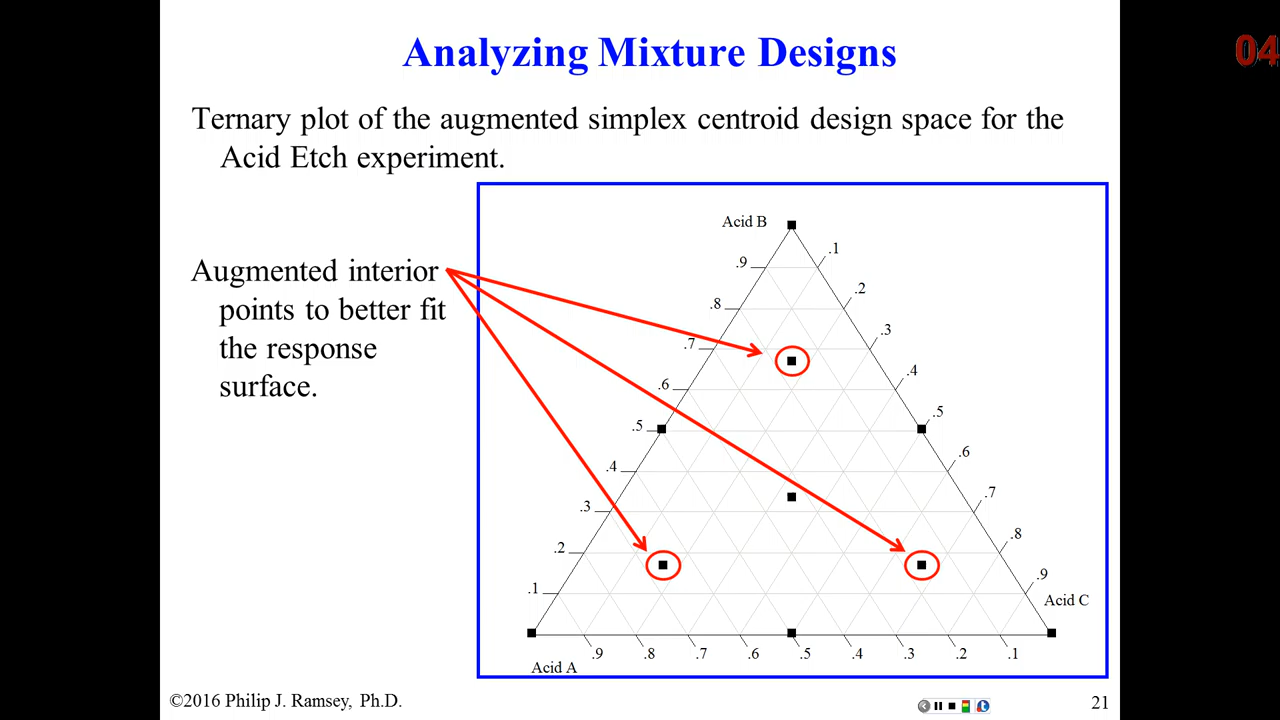 Analyzing Mixture Designs
04
Ternary plot of the augmented simplex centroid design space for the
Acid Etch experiment.
Augmented interior
points to better fit
the response
surface.
Acid B
.9
.8
.7
.6
.5
.4
.3
.2
.1
.1
.2
.3
.4
.5
.6
.7
.8
.9
Acid C
.9 .8 .7 .6 .5 .4 .3 .2 .1
Acid A
©2016 Philip J. Ramsey, Ph.D.
21